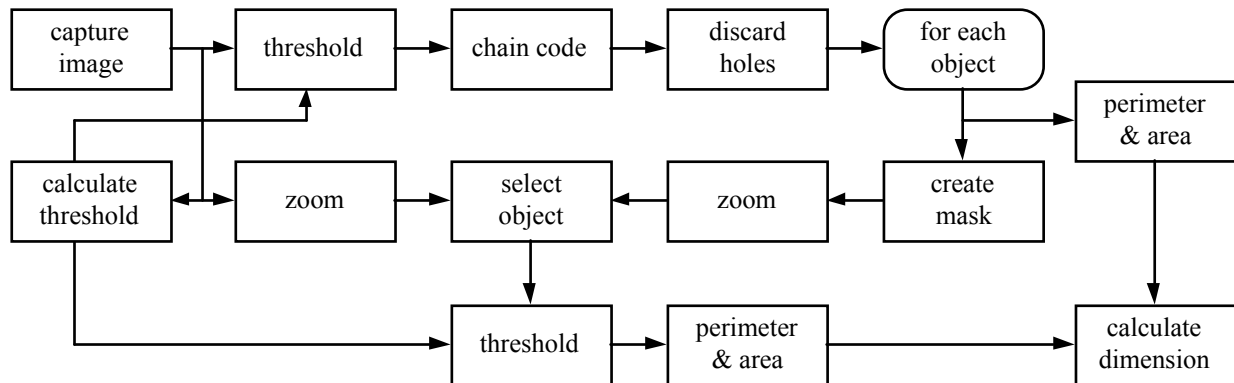 capture
image
threshold
chain code
discard
holes
for each
object
perimeter
& area
calculate
threshold
zoom
select
object
zoom
create
mask
threshold
perimeter
& area
calculate
dimension